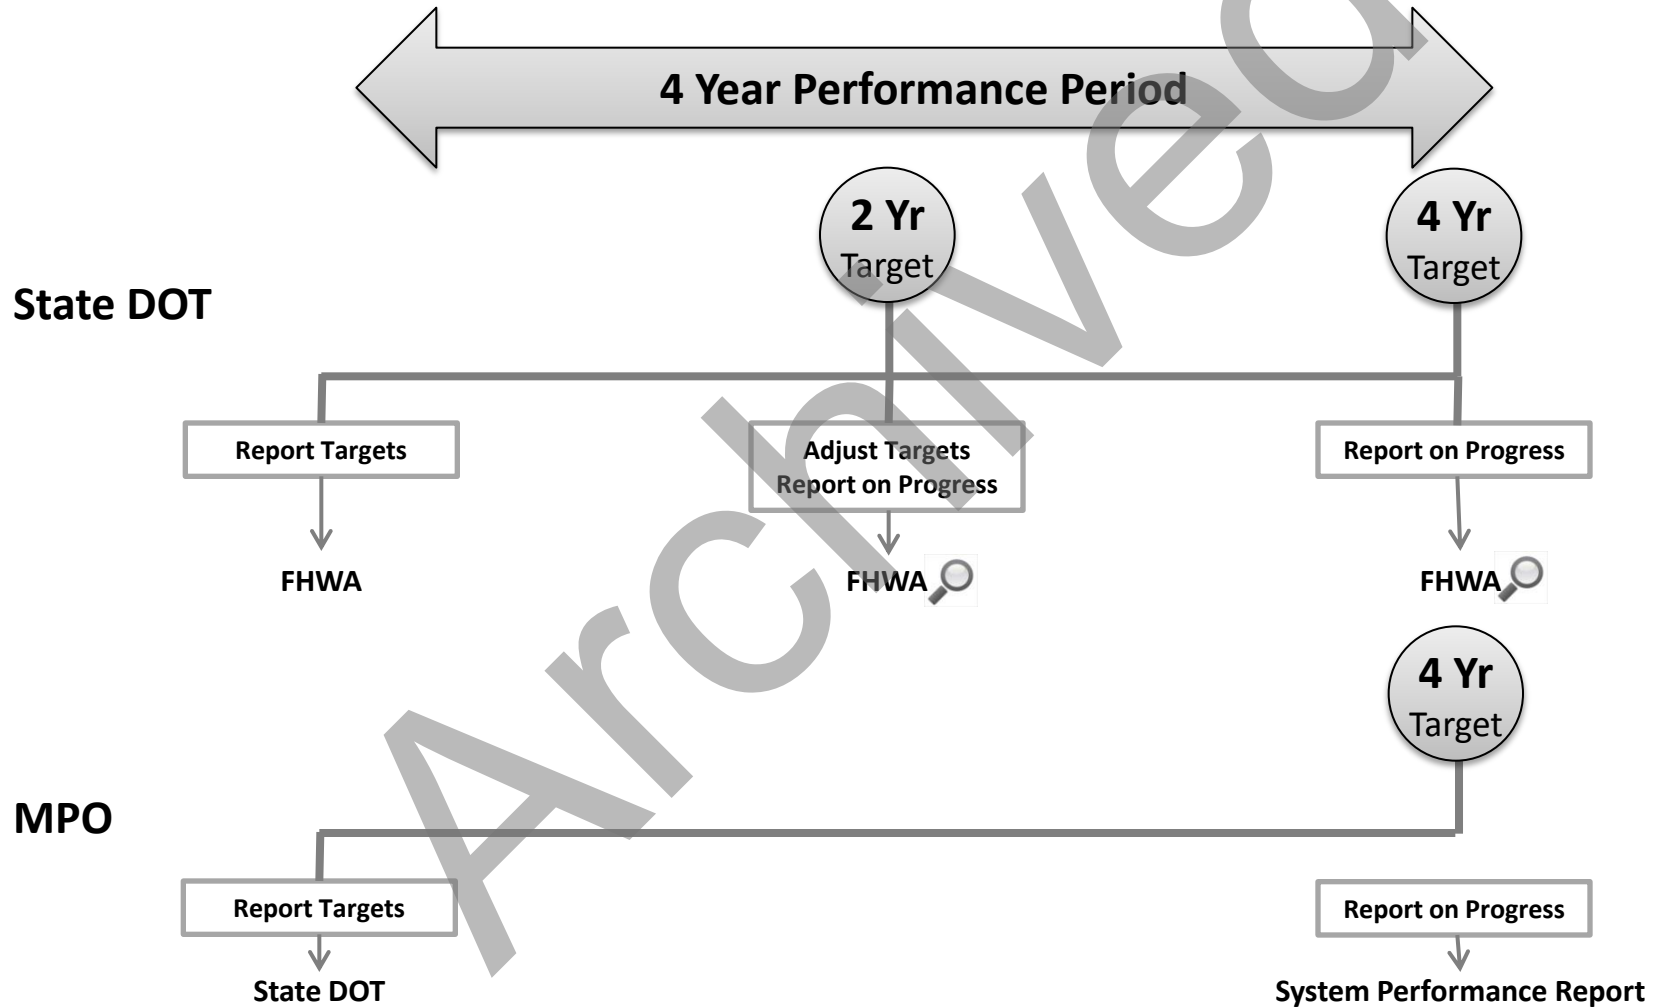 4 Year Performance Period
2 Yr
Target
4 Yr
Target
State DOT
Report Targets
Adjust Targets
Report on Progress
Report on Progress
FHWA
FHWA
FHWA
4 Yr
Target
MPO
Report Targets
Report on Progress
State DOT
System Performance Report
Archived